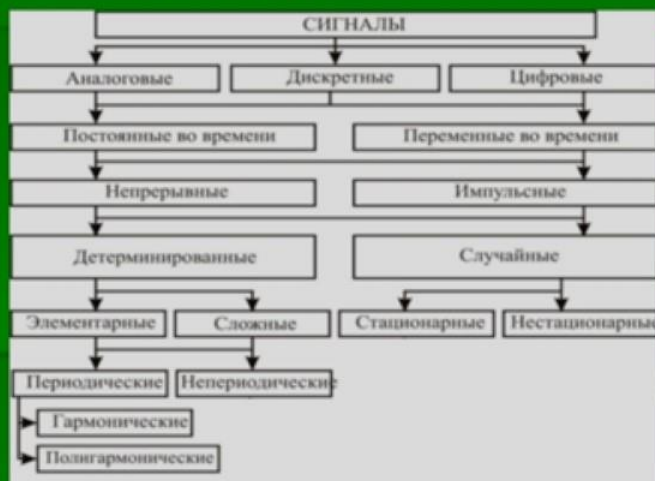 СИГНАЛЫ
Аналоговые Дискретные Цифровые
Постоянные во времени Переменные во времени
Непрерывные Импульсные
Детерминированные Случайные
Элементарные Сложные Стационарные Нестационарные
Периодические Непериодические
Гармонические
Полигармонические